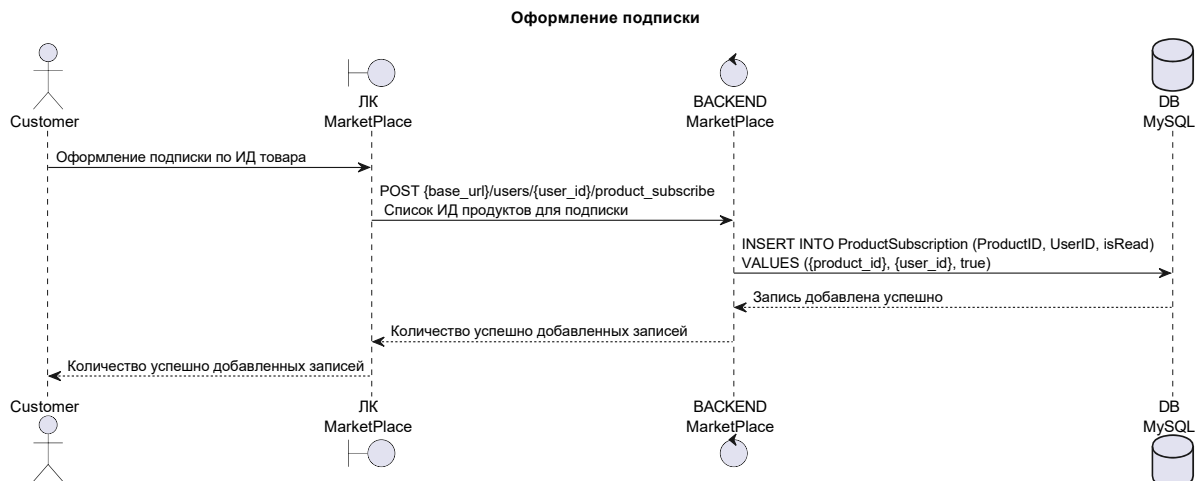 Оформление подписки
Customer
ЛК
MarketPlace
BACKEND
MarketPlace
DB
MySQL
Оформление подписки по ИД товара
POST {base_url}/users/{user_id}/product_subscribe
Список ИД продуктов для подписки
INSERT INTO ProductSubscription (ProductID, UserID, isRead)
VALUES ({product_id}, {user_id}, true)
Запись добавлена успешно
Количество успешно добавленных записей
Количество успешно добавленных записей
Customer
ЛК
MarketPlace
BACKEND
MarketPlace
DB
MySQL